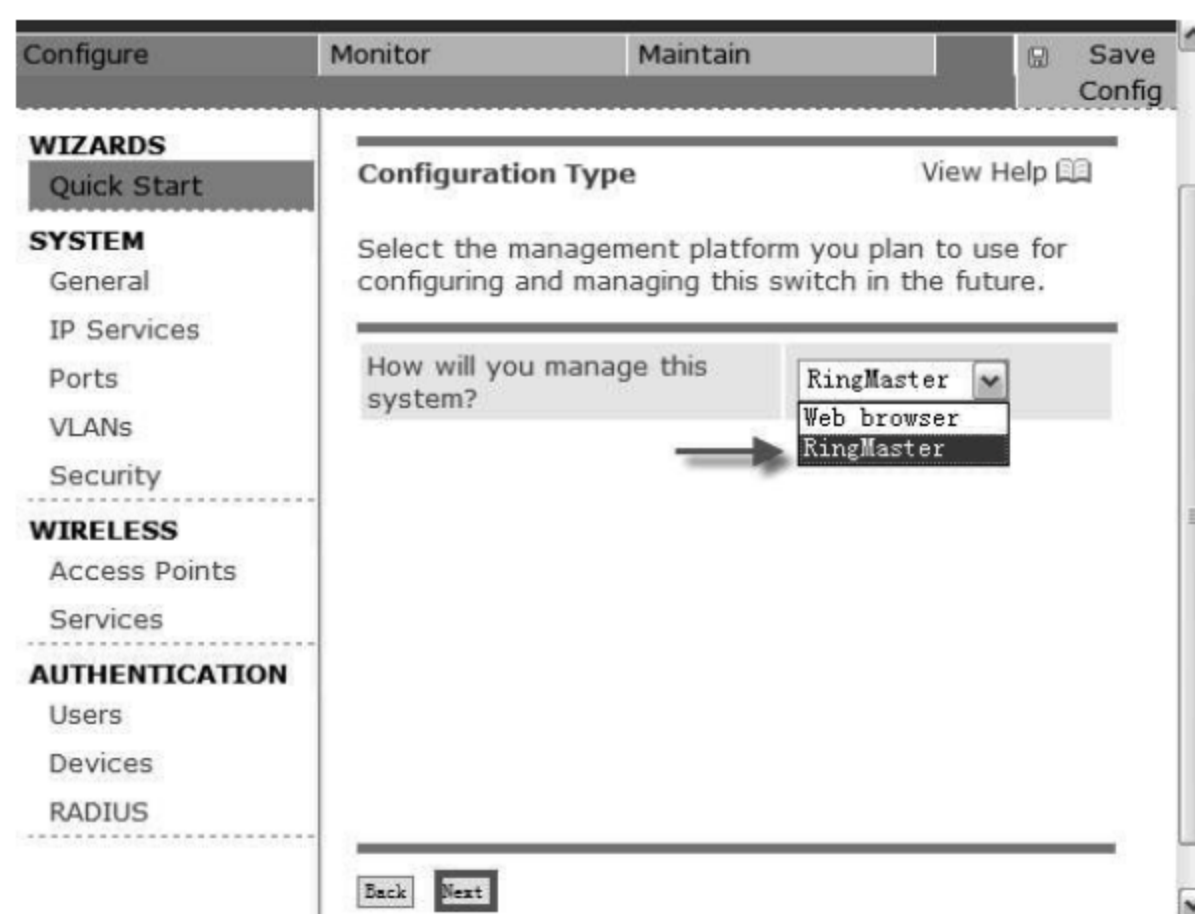 Configure
Monitor
Maintain
Save
Config
WIZARDS
Quick Start
SYSTEM
General
IP Services
Ports
VLANs
Security
WIRELESS
Access Points
Services
AUTHENTICATION
Users
Devices
RADIUS
Configuration Type
View Help
Select the management platform you plan to use for
configuring and managing this switch in the future.
How will you manage this
system?
RingMaster
Web browser
RingMaster
Back
Next